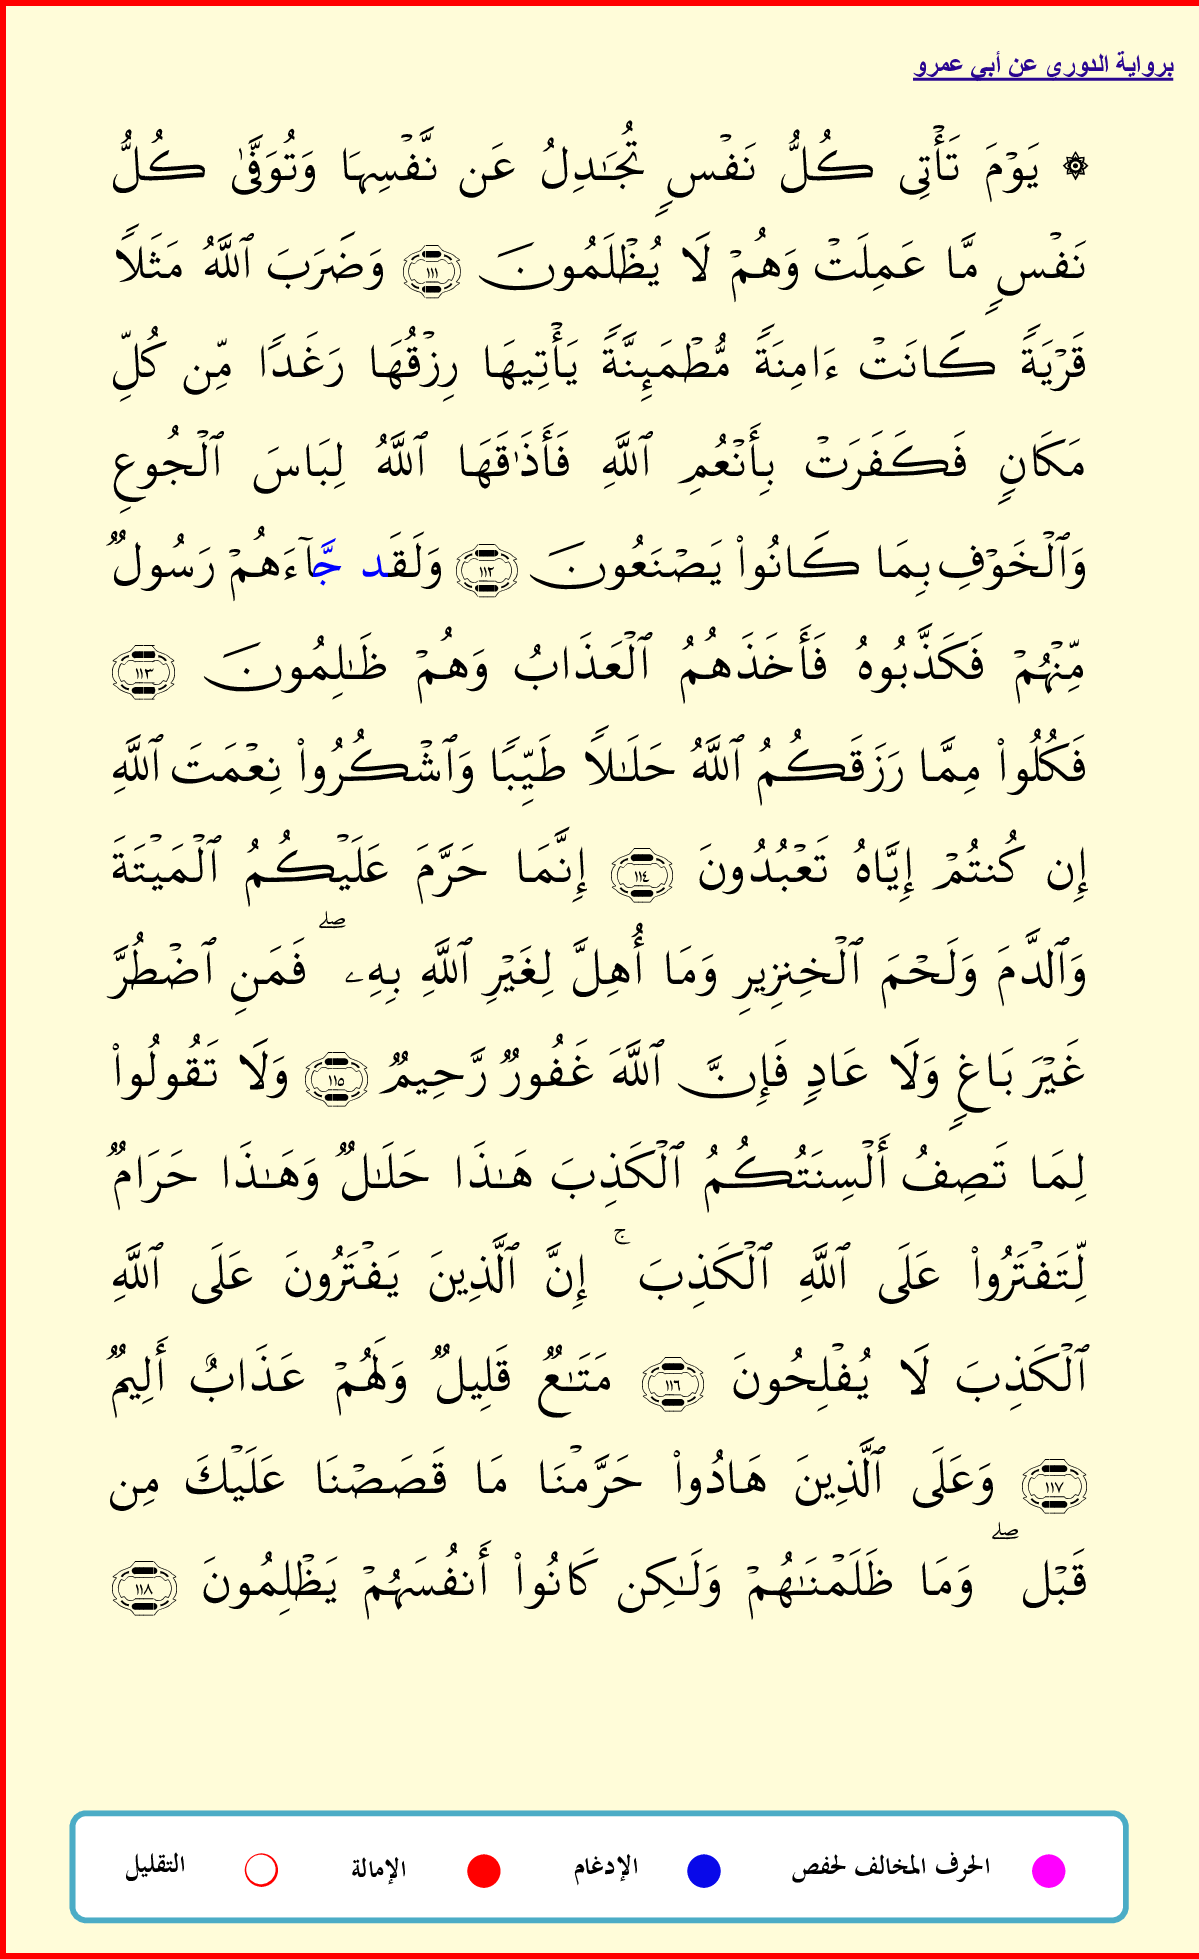 برواية الدورى عن أبى عمرو
۞ يَوْمَ تَأْتِى كُلُّ نَفْسٍ تُجَٰدِلُ عَن نَّفْسِهَا وَتُوَفَّىٰ كُلُّ
نَفْسٍ مَّا عَمِلَتْ وَهُمْ لَا يُظْلَمُونَ ١١١ وَضَرَبَ ٱللَّهُ مَثَلًا
قَرْيَةً كَانَتْ ءَامِنَةً مُّطْمَئِنَّةً يَأْتِيهَا رِزْقُهَا رَغَدًا مِّن كُلِّ
مَكَانٍ فَكَفَرَتْ بِأَنْعُمِ ٱللَّهِ فَأَذَٰقَهَا ٱللَّهُ لِبَاسَ ٱلْجُوعِ
وَٱلْخَوْفِ بِمَا كَانُوا۟ يَصْنَعُونَ ١١٢ وَلَقَد جَّآءَهُمْ رَسُولٌ
مِّنْهُمْ فَكَذَّبُوهُ فَأَخَذَهُمُ ٱلْعَذَابُ وَهُمْ ظَٰلِمُونَ ١١٣
فَكُلُوا۟ مِمَّا رَزَقَكُمُ ٱللَّهُ حَلَٰلًا طَيِّبًا وَٱشْكُرُوا۟ نِعْمَتَ ٱللَّهِ
إِن كُنتُمْ إِيَّاهُ تَعْبُدُونَ ١١٤ إِنَّمَا حَرَّمَ عَلَيْكُمُ ٱلْمَيْتَةَ
وَٱلدَّمَ وَلَحْمَ ٱلْخِنزِيرِ وَمَا أُهِلَّ لِغَيْرِ ٱللَّهِ بِهِۦ ۖ فَمَنِ ٱضْطُرَّ
غَيْرَ بَاغٍ وَلَا عَادٍ فَإِنَّ ٱللَّهَ غَفُورٌ رَّحِيمٌ ١١٥ وَلَا تَقُولُوا۟
لِمَا تَصِفُ أَلْسِنَتُكُمُ ٱلْكَذِبَ هَٰذَا حَلَٰلٌ وَهَٰذَا حَرَامٌ
لِّتَفْتَرُوا۟ عَلَى ٱللَّهِ ٱلْكَذِبَ ۚ إِنَّ ٱلَّذِينَ يَفْتَرُونَ عَلَى ٱللَّهِ
ٱلْكَذِبَ لَا يُفْلِحُونَ ١١٦ مَتَٰعٌ قَلِيلٌ وَلَهُمْ عَذَابٌ أَلِيمٌ
١١٧ وَعَلَى ٱلَّذِينَ هَادُوا۟ حَرَّمْنَا مَا قَصَصْنَا عَلَيْكَ مِن
قَبْل ۖ وَمَا ظَلَمْنَٰهُمْ وَلَٰكِن كَانُوا۟ أَنفُسَهُمْ يَظْلِمُونَ ١١٨
الحرف المخالف لحفص الإدغام الإمالة التقليل